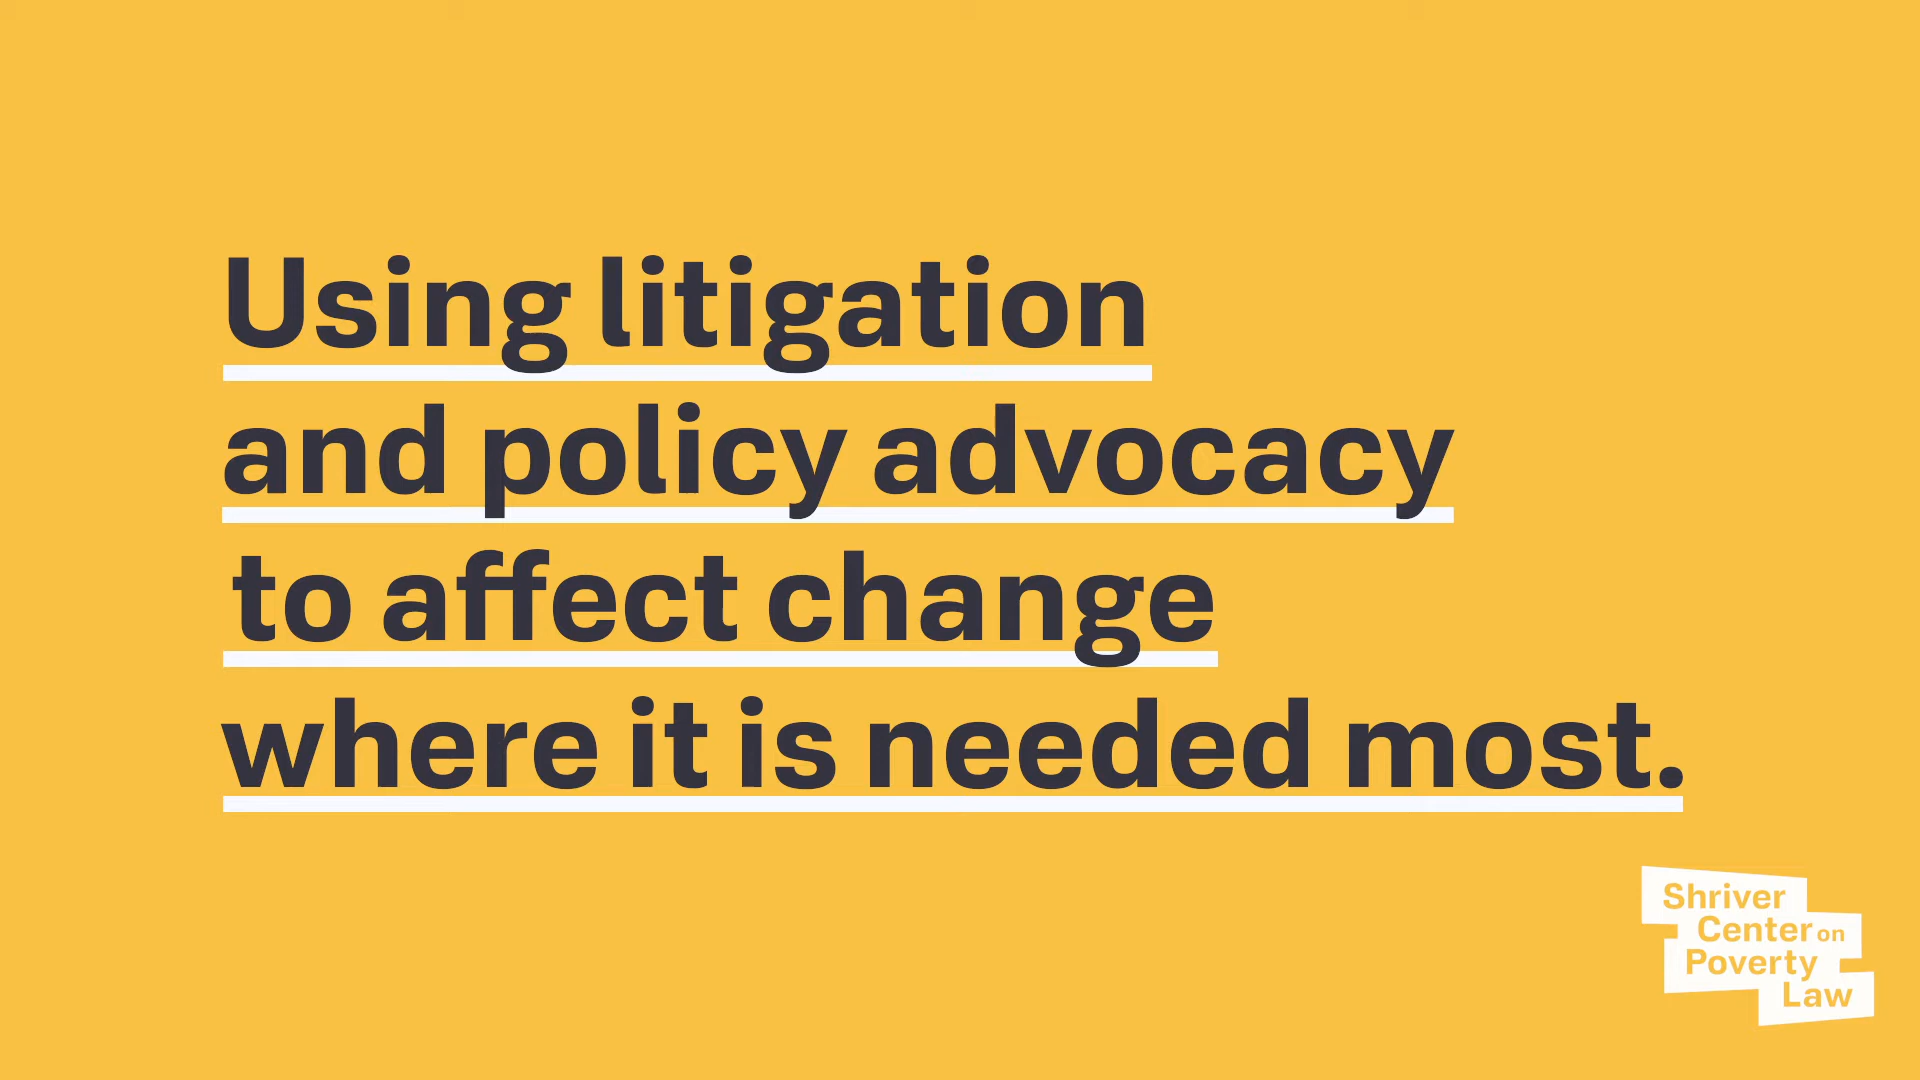 Using litigation
and policy advocacy
to affect change
where it is needed most.
Shriver
Center on
Poverty
Law